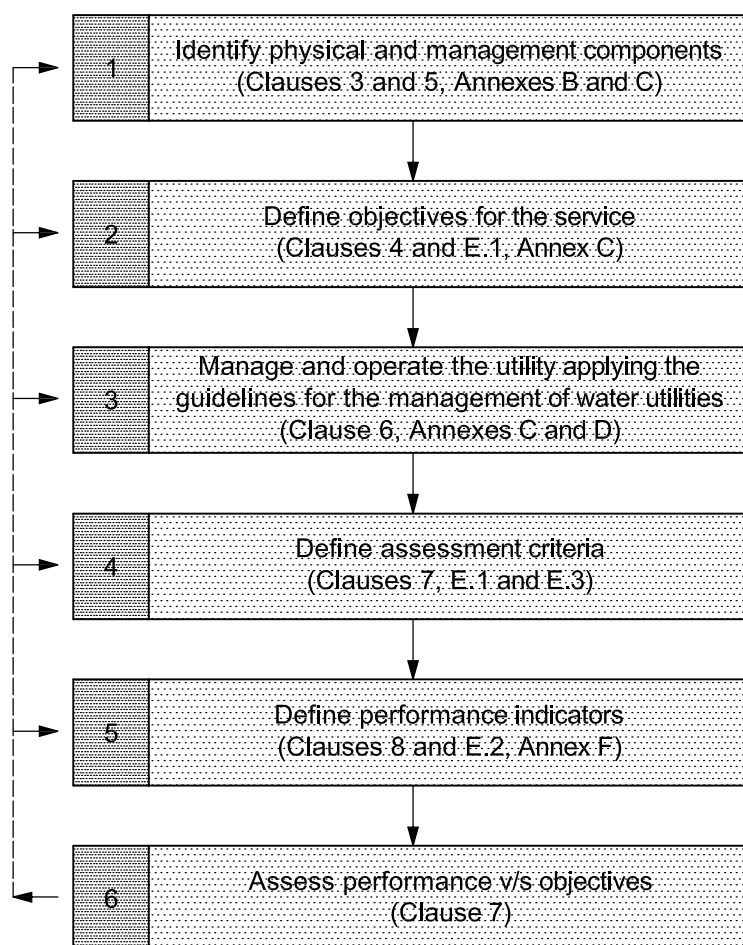 1
Identify physical and management components
(Clauses 3 and 5, Annexes B and C)
2
Define objectives for the service
(Clauses 4 and E.1, Annex C)
3
Manage and operate the utility applying the
guidelines for the management of water utilities
(Clause 6, Annexes C and D)
4
Define assessment criteria
(Clauses 7, E.1 and E.3)
5
Define performance indicators
(Clauses 8 and E.2, Annex F)
6
Assess performance v/s objectives
(Clause 7)